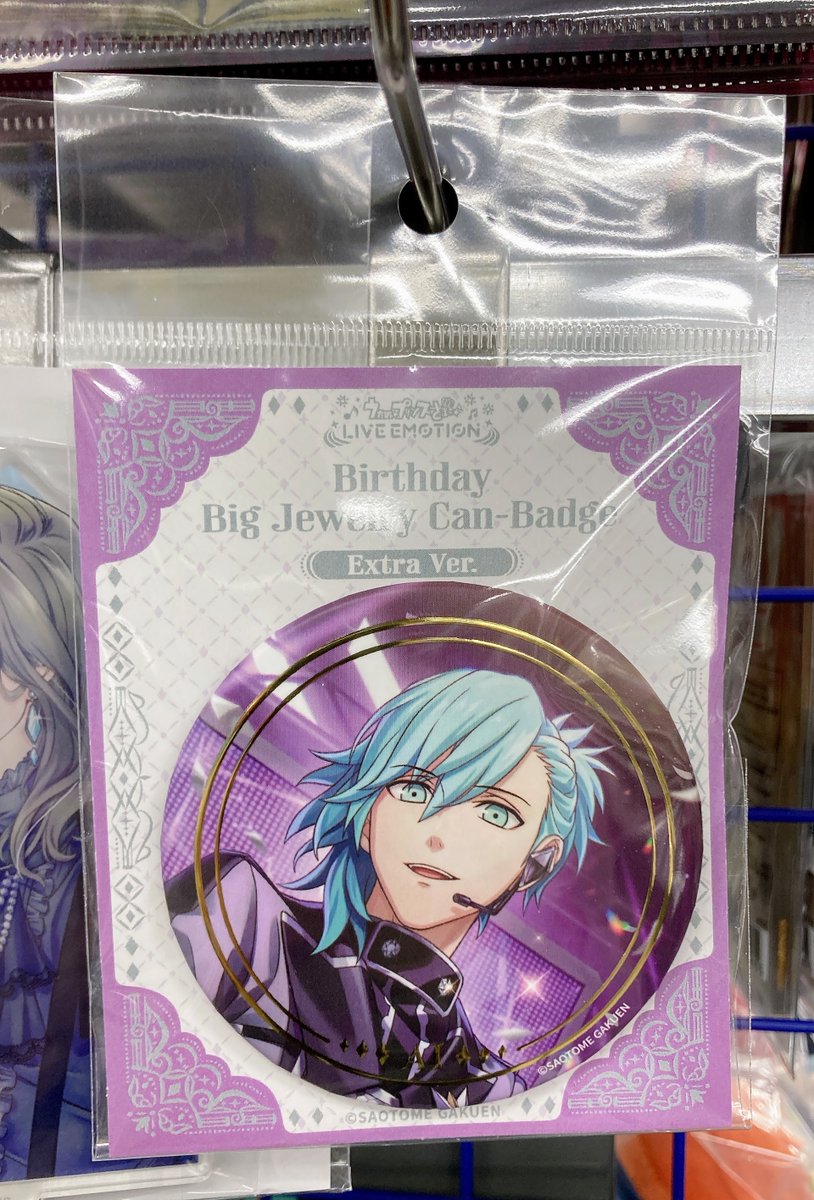 うたの☆プリンスさまっ♪
LIVE EMOTION
Birthday
Big Jewelry Can-Badge
Extra Ver.
©SAOTOME GAKUEN
©SAOTOME GAKUEN